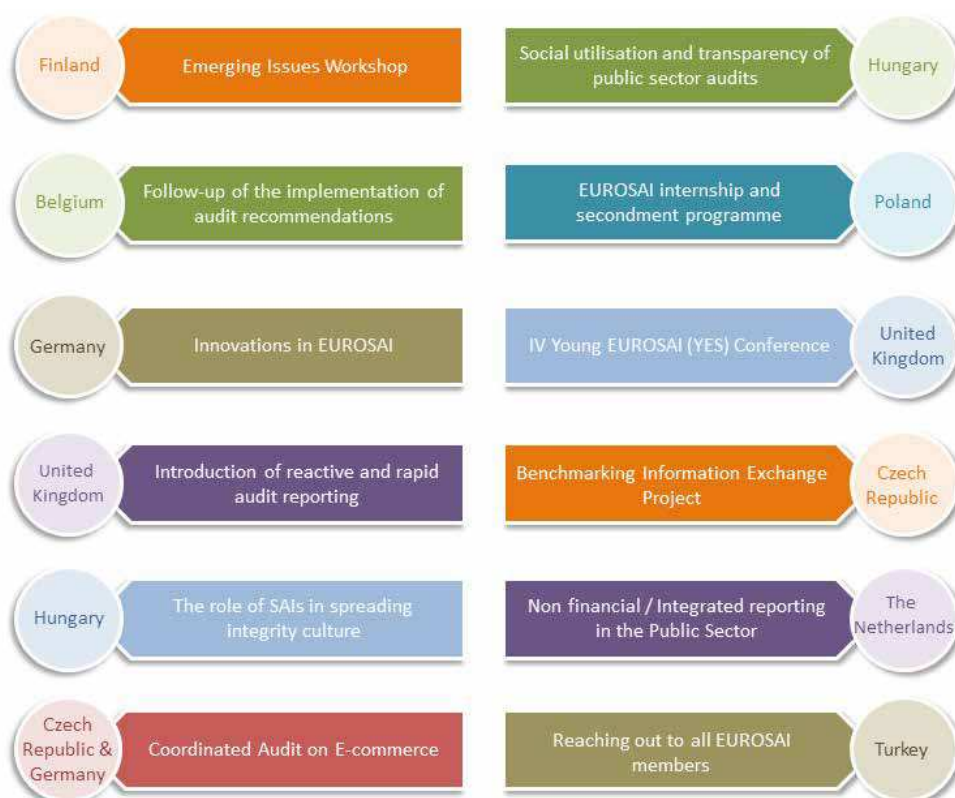 Finland
Emerging Issues Workshop
Social utilisation and transparency of
public sector audits
Hungary
Belgium
Follow-up of the implementation of
audit recommendations
EUROSAI internship and
secondment programme
Poland
Germany
Innovations in EUROSAI
IV Young EUROSAI (YES) Conference
United
Kingdom
United
Kingdom
Introduction of reactive and rapid
audit reporting
Benchmarking Information Exchange
Project
Czech
Republic
Hungary
The role of SAIs in spreading
integrity culture
Non financial / Integrated reporting
in the Public Sector
The
Netherlands
Czech
Republic &
Germany
Coordinated Audit on E-commerce
Reaching out to all EUROSAI
members
Turkey